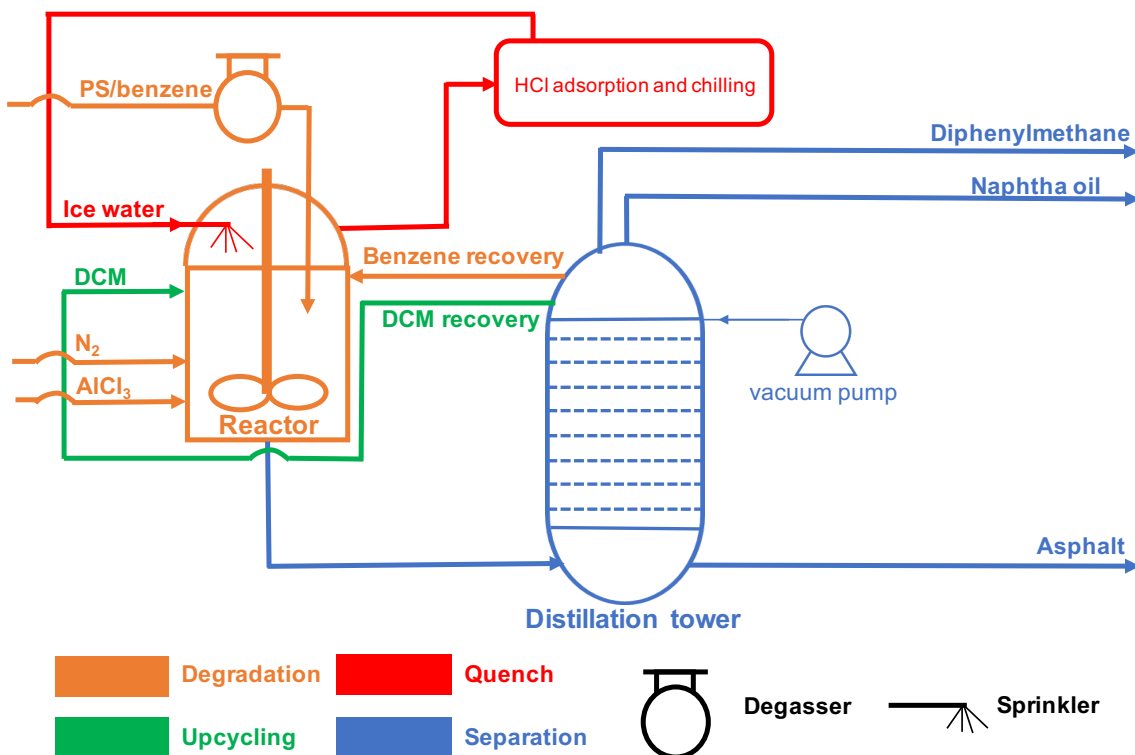 HCl adsorption and chilling
PS/benzene
Diphenylmethane
Naphtha oil
Ice water
Benzene recovery
DCM
DCM recovery
N₂
AlCl₃
vacuum pump
Reactor
Asphalt
Distillation tower
Degradation
Quench
Degasser
Sprinkler
Upcycling
Separation